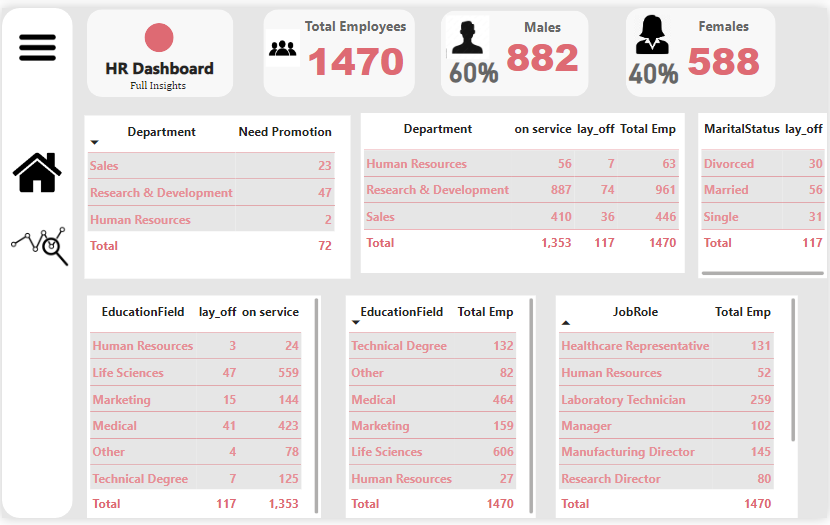 HR Dashboard
Full Insights
Total Employees
1470
Males
60% 882
Females
40% 588
Department Need Promotion
Sales 23
Research & Development 47
Human Resources 2
Total 72
Department on service lay_off Total Emp
Human Resources 56 7 63
Research & Development 887 74 961
Sales 410 36 446
Total 1,353 117 1470
MaritalStatus lay_off
Divorced 30
Married 56
Single 31
Total 117
EducationField lay_off on service
Human Resources 3 24
Life Sciences 47 559
Marketing 15 144
Medical 41 423
Other 4 78
Technical Degree 7 125
Total 117 1,353
EducationField Total Emp
Technical Degree 132
Other 82
Medical 464
Marketing 159
Life Sciences 606
Human Resources 27
Total 1470
JobRole Total Emp
Healthcare Representative 131
Human Resources 52
Laboratory Technician 259
Manager 102
Manufacturing Director 145
Research Director 80
Total 1470